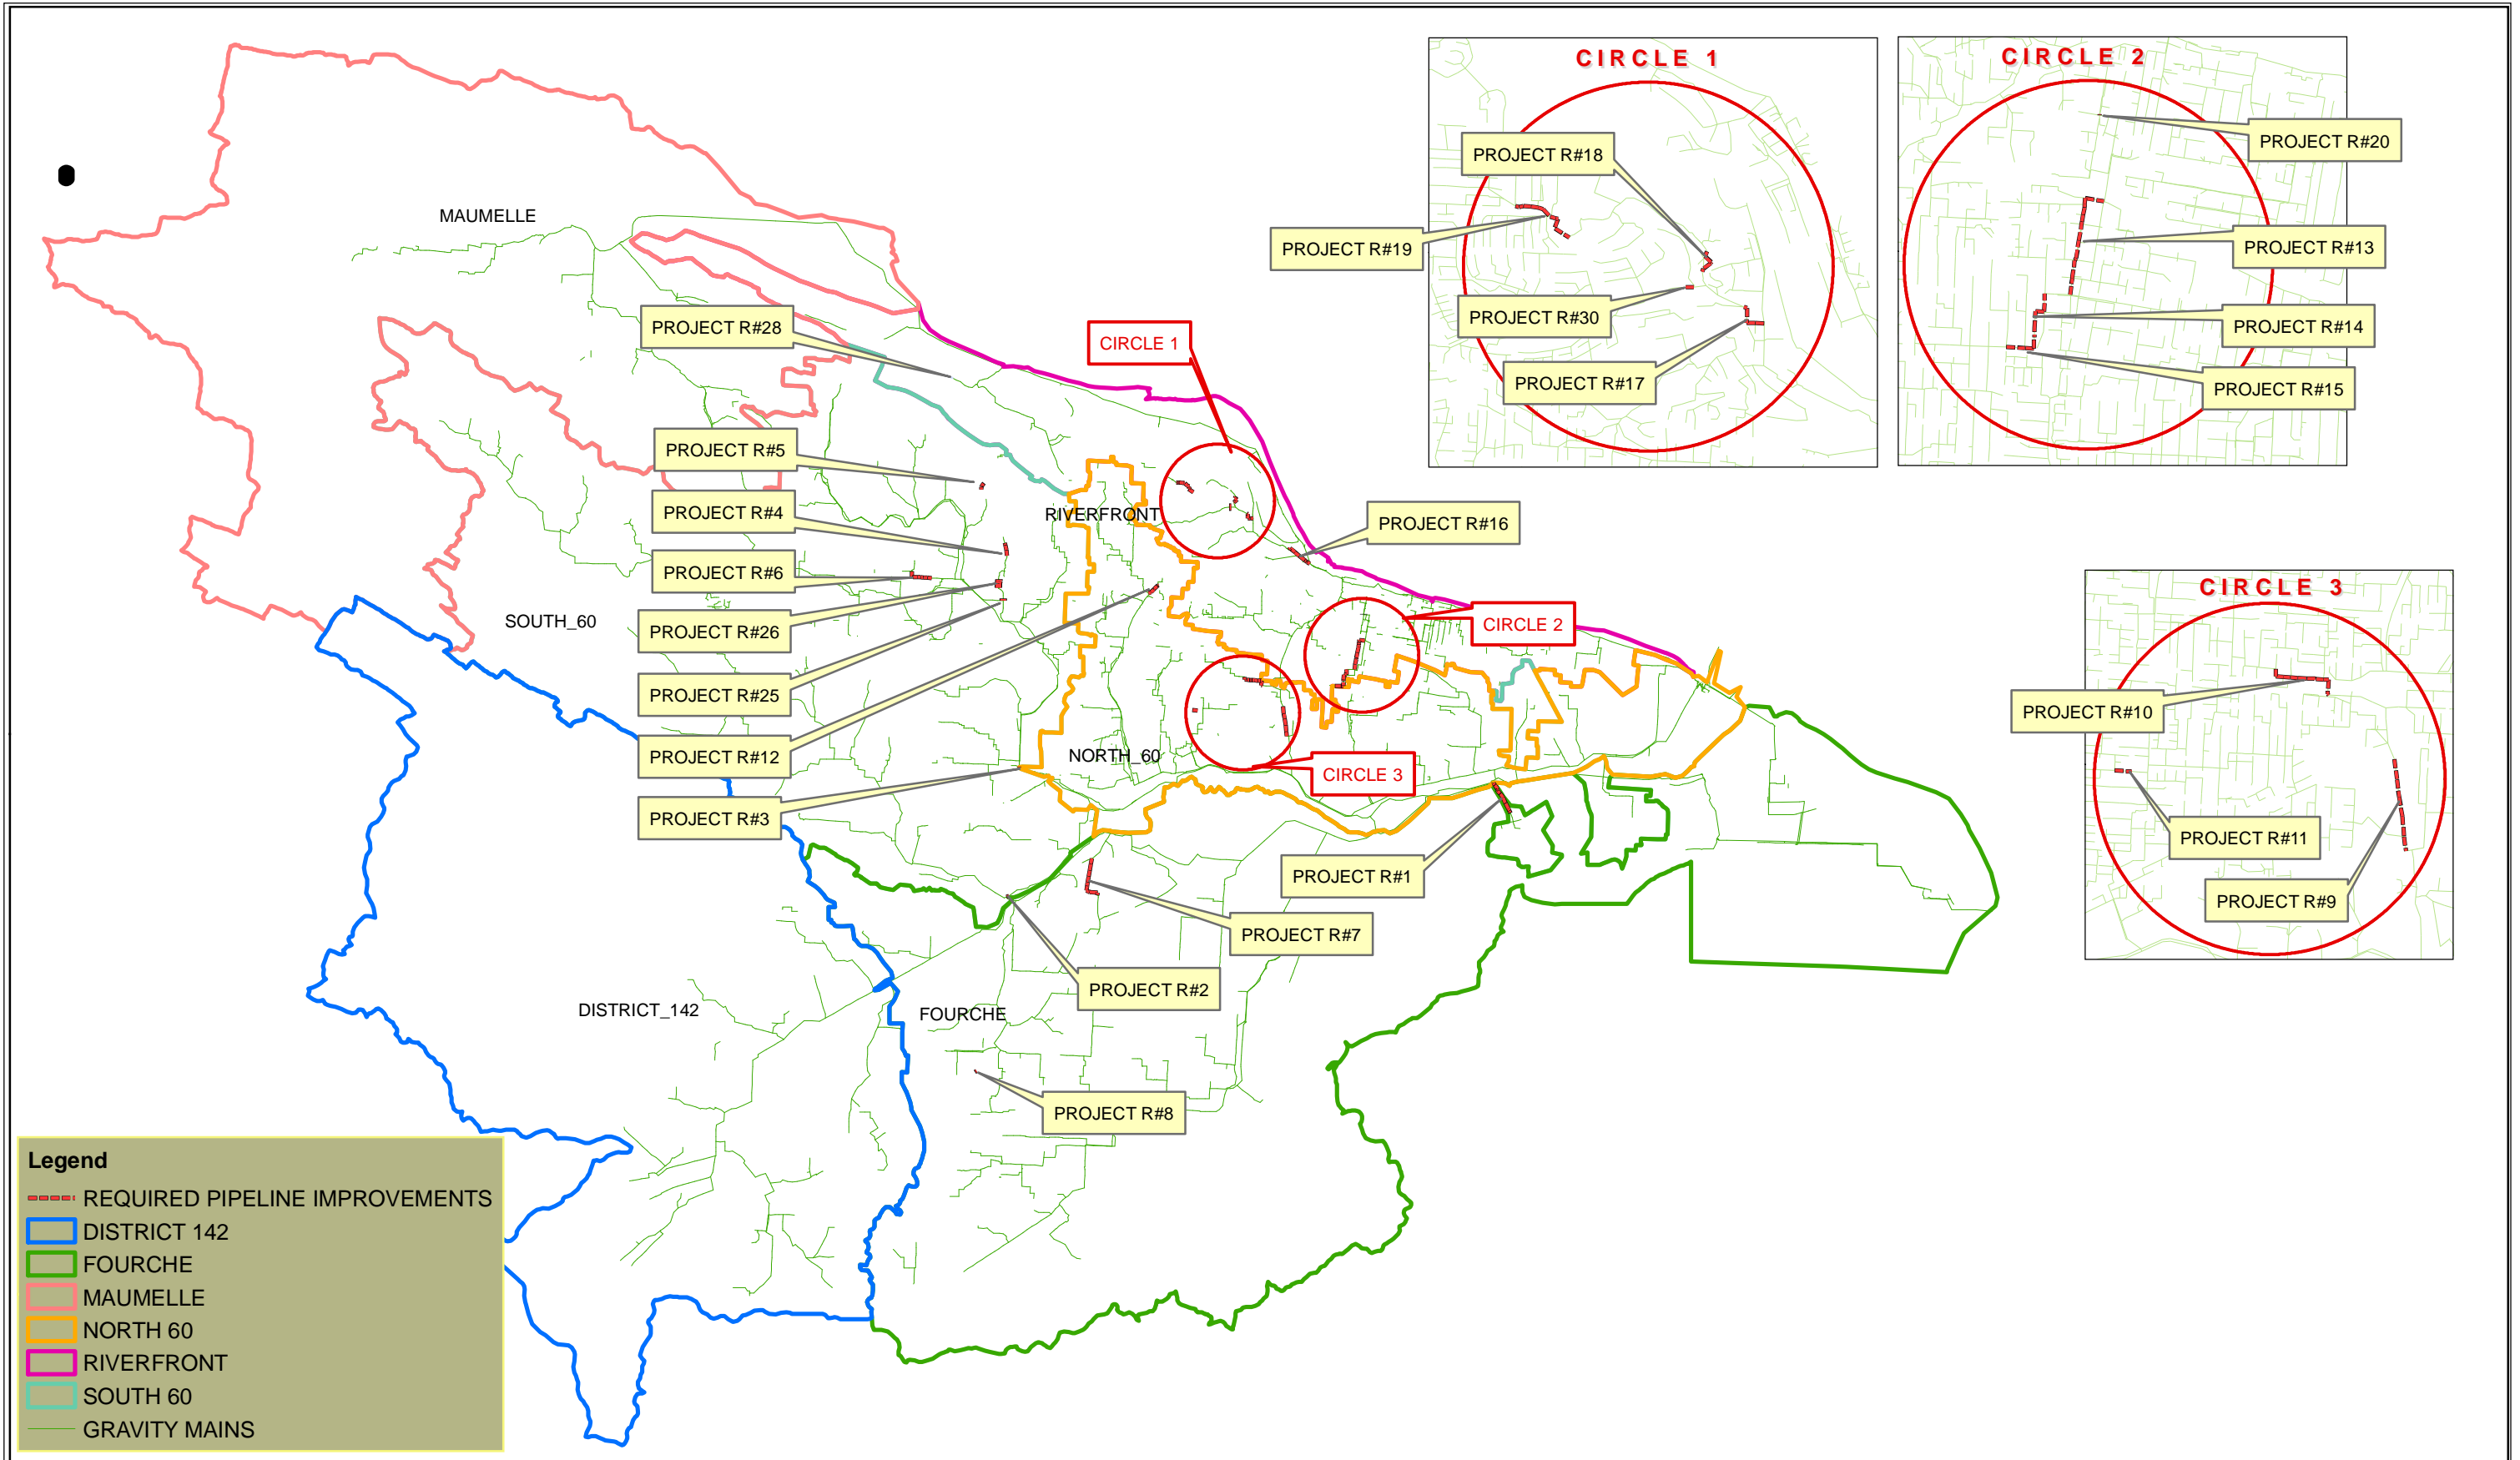 CIRCLE 1
PROJECT R#18
PROJECT R#19
PROJECT R#30
PROJECT R#17
CIRCLE 2
PROJECT R#20
PROJECT R#13
PROJECT R#14
PROJECT R#15
MAUMELLE
PROJECT R#28
CIRCLE 1
PROJECT R#5
PROJECT R#4
RIVERFRONT
PROJECT R#16
PROJECT R#6
SOUTH_60
PROJECT R#26
CIRCLE 2
PROJECT R#25
PROJECT R#12
NORTH_60
CIRCLE 3
PROJECT R#3
CIRCLE 3
PROJECT R#10
PROJECT R#11
PROJECT R#9
PROJECT R#1
PROJECT R#7
PROJECT R#2
DISTRICT_142
FOURCHE
PROJECT R#8
Legend
REQUIRED PIPELINE IMPROVEMENTS
DISTRICT 142
FOURCHE
MAUMELLE
NORTH 60
RIVERFRONT
SOUTH 60
GRAVITY MAINS